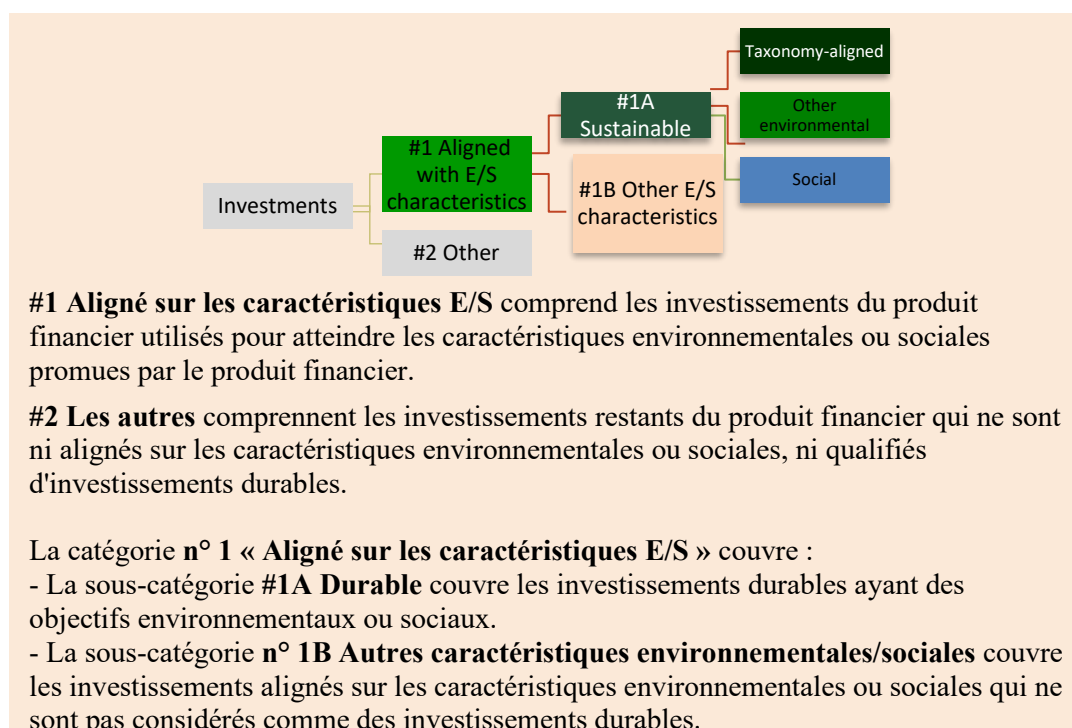 Taxonomy-aligned
#1A
Sustainable
Other
environmental
#1 Aligned
with E/S
characteristics
Social
#1B Other E/S
characteristics
Investments
#2 Other
#1 Aligné sur les caractéristiques E/S comprend les investissements du produit
financier utilisés pour atteindre les caractéristiques environnementales ou sociales
promues par le produit financier.
#2 Les autres comprennent les investissements restants du produit financier qui ne sont
ni alignés sur les caractéristiques environnementales ou sociales, ni qualifiés
d'investissements durables.
La catégorie n° 1 « Aligné sur les caractéristiques E/S » couvre :
- La sous-catégorie #1A Durable couvre les investissements durables ayant des
objectifs environnementaux ou sociaux.
- La sous-catégorie n° 1B Autres caractéristiques environnementales/sociales couvre
les investissements alignés sur les caractéristiques environnementales ou sociales qui ne
sont pas considérés comme des investissements durables.